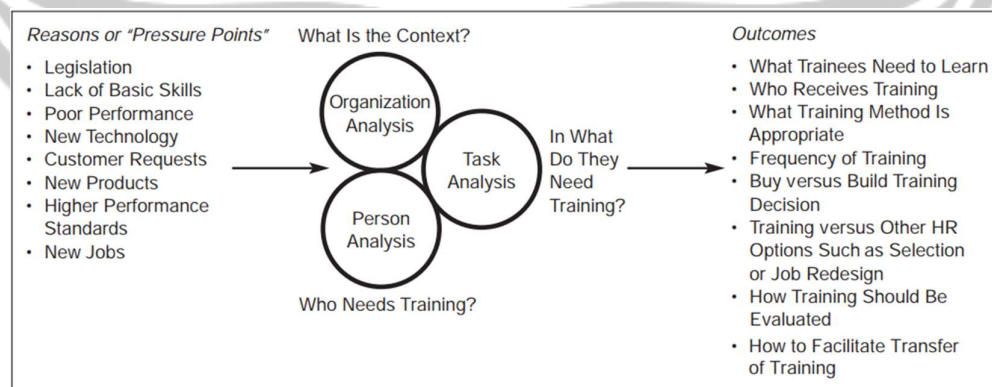 Reasons or "Pressure Points"
• Legislation
• Lack of Basic Skills
• Poor Performance
• New Technology
• Customer Requests
• New Products
• Higher Performance
Standards
• New Jobs
What Is the Context?
Organization
Analysis
Task
Analysis
Person
Analysis
In What
Do They
Need
Training?
Who Needs Training?
Outcomes
• What Trainees Need to Learn
• Who Receives Training
• What Training Method Is
Appropriate
• Frequency of Training
• Buy versus Build Training
Decision
• Training versus Other HR
Options Such as Selection
or Job Redesign
• How Training Should Be
Evaluated
• How to Facilitate Transfer
of Training